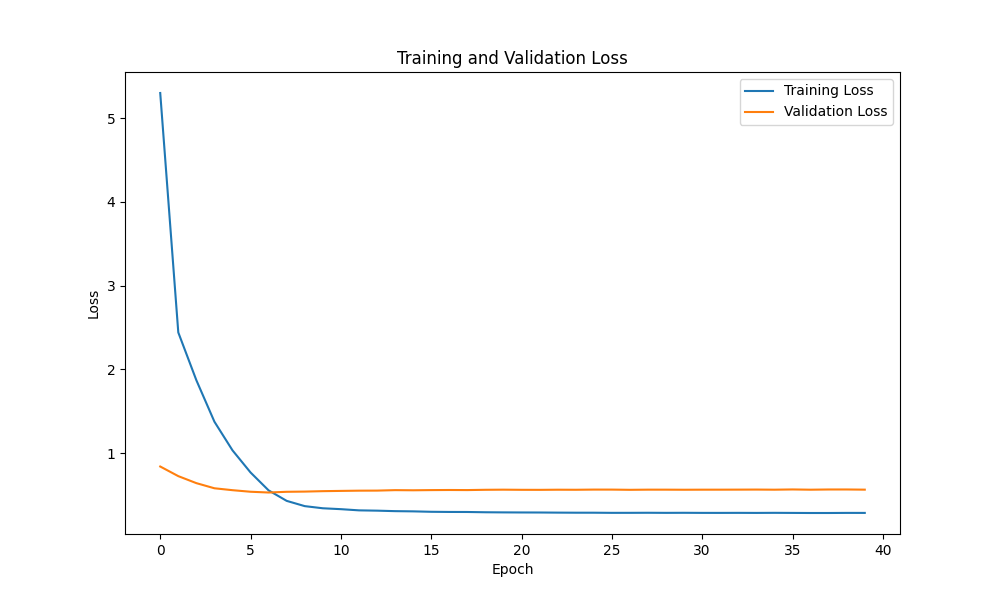 Training and Validation Loss
Training Loss
Validation Loss
5
4
3
2
1
Loss
0 5 10 15 20 25 30 35 40
Epoch